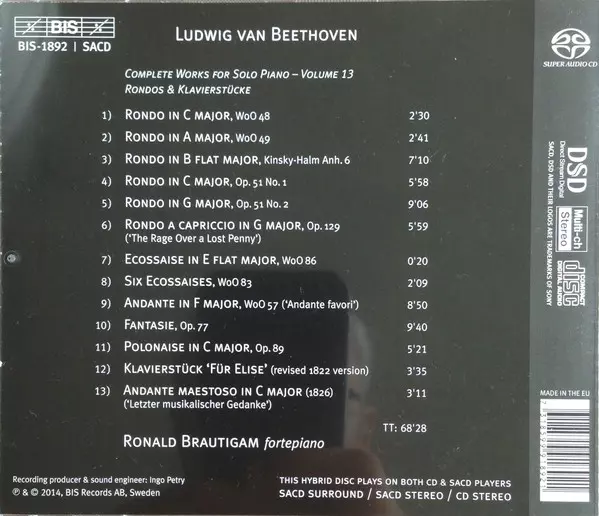 BIS
BIS-1892 | SACD
LUDWIG VAN BEETHOVEN
SUPER AUDIO CD
COMPLETE WORKS FOR SOLO PIANO – VOLUME 13
RONDOS & KLAVIERSTÜCKE
1) RONDO IN C MAJOR, WoO 48 2'30
2) RONDO IN A MAJOR, WoO 49 2'41
3) RONDO IN B FLAT MAJOR, Kinsky-Halm Anh. 6 7'10
4) RONDO IN C MAJOR, Op. 51 No. 1 5'58
5) RONDO IN G MAJOR, Op. 51 No. 2 9'06
6) RONDO A CAPRICCIO IN G MAJOR, Op. 129 5'59
('The Rage Over a Lost Penny')
7) ECOSSAISE IN E FLAT MAJOR, WoO 86 0'20
8) SIX ECOSSAISES, WoO 83 2'09
9) ANDANTE IN F MAJOR, WoO 57 ('Andante favori') 8'50
10) FANTASIE, Op. 77 9'40
11) POLONAISE IN C MAJOR, Op. 89 5'21
12) KLAVIERSTÜCK 'FÜR ELISE' (revised 1822 version) 3'35
13) ANDANTE MAESTOSO IN C MAJOR (1826) 3'11
('Letzter musikalischer Gedanke')
TT: 68'28
RONALD BRAUTIGAM fortepiano
Recording producer & sound engineer: Ingo Petry
℗ & © 2014, BIS Records AB, Sweden
THIS HYBRID DISC PLAYS ON BOTH CD & SACD PLAYERS
SACD SURROUND / SACD STEREO / CD STEREO
DSD
Direct Stream Digital
SACD, DSD AND THEIR LOGOS ARE TRADEMARKS OF SONY
Multi-ch
Stereo
COMPACT
disc
DIGITAL AUDIO
MADE IN THE EU
7 318599 918921